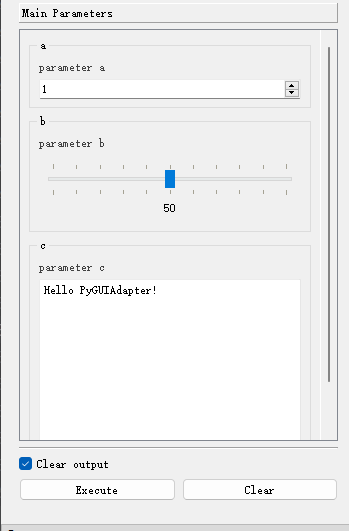 Main Parameters
a
parameter a
1
b
parameter b
50
c
parameter c
Hello PyGUIAdapter!
Clear output
Execute
Clear